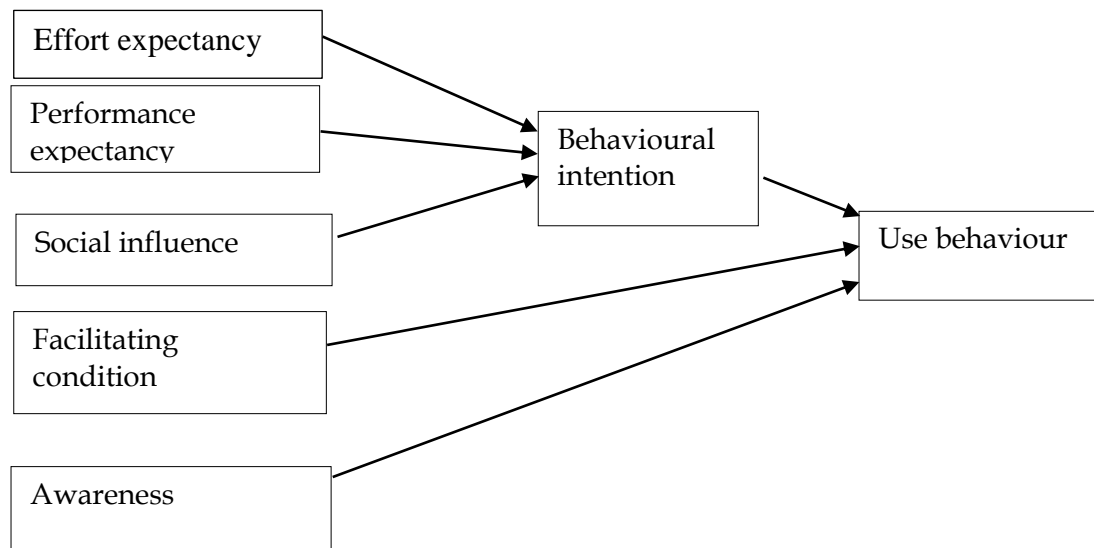 Effort expectancy
Performance
expectancy
Behavioural
intention
Social influence
Use behaviour
Facilitating
condition
Awareness